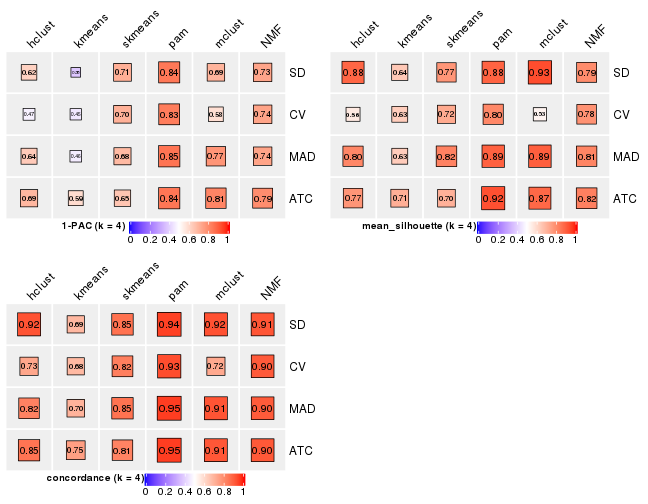 hclust kmeans skmeans pam mclust NMF
0.62 0.71 0.84 0.69 0.73 SD
0.47 0.45 0.70 0.83 0.58 0.74 CV
0.64 0.46 0.68 0.85 0.77 0.74 MAD
0.69 0.59 0.65 0.84 0.81 0.79 ATC
1-PAC (k = 4)
0 0.2 0.4 0.6 0.8 1
hclust kmeans skmeans pam mclust NMF
0.88 0.64 0.77 0.88 0.93 0.79 SD
0.56 0.63 0.72 0.80 0.53 0.78 CV
0.80 0.63 0.82 0.89 0.89 0.81 MAD
0.77 0.71 0.70 0.92 0.87 0.82 ATC
mean_silhouette (k = 4)
0 0.2 0.4 0.6 0.8 1
hclust kmeans skmeans pam mclust NMF
0.92 0.69 0.85 0.94 0.92 0.91 SD
0.73 0.68 0.82 0.93 0.72 0.90 CV
0.82 0.70 0.85 0.95 0.91 0.90 MAD
0.85 0.75 0.81 0.95 0.91 0.90 ATC
concordance (k = 4)
0 0.2 0.4 0.6 0.8 1